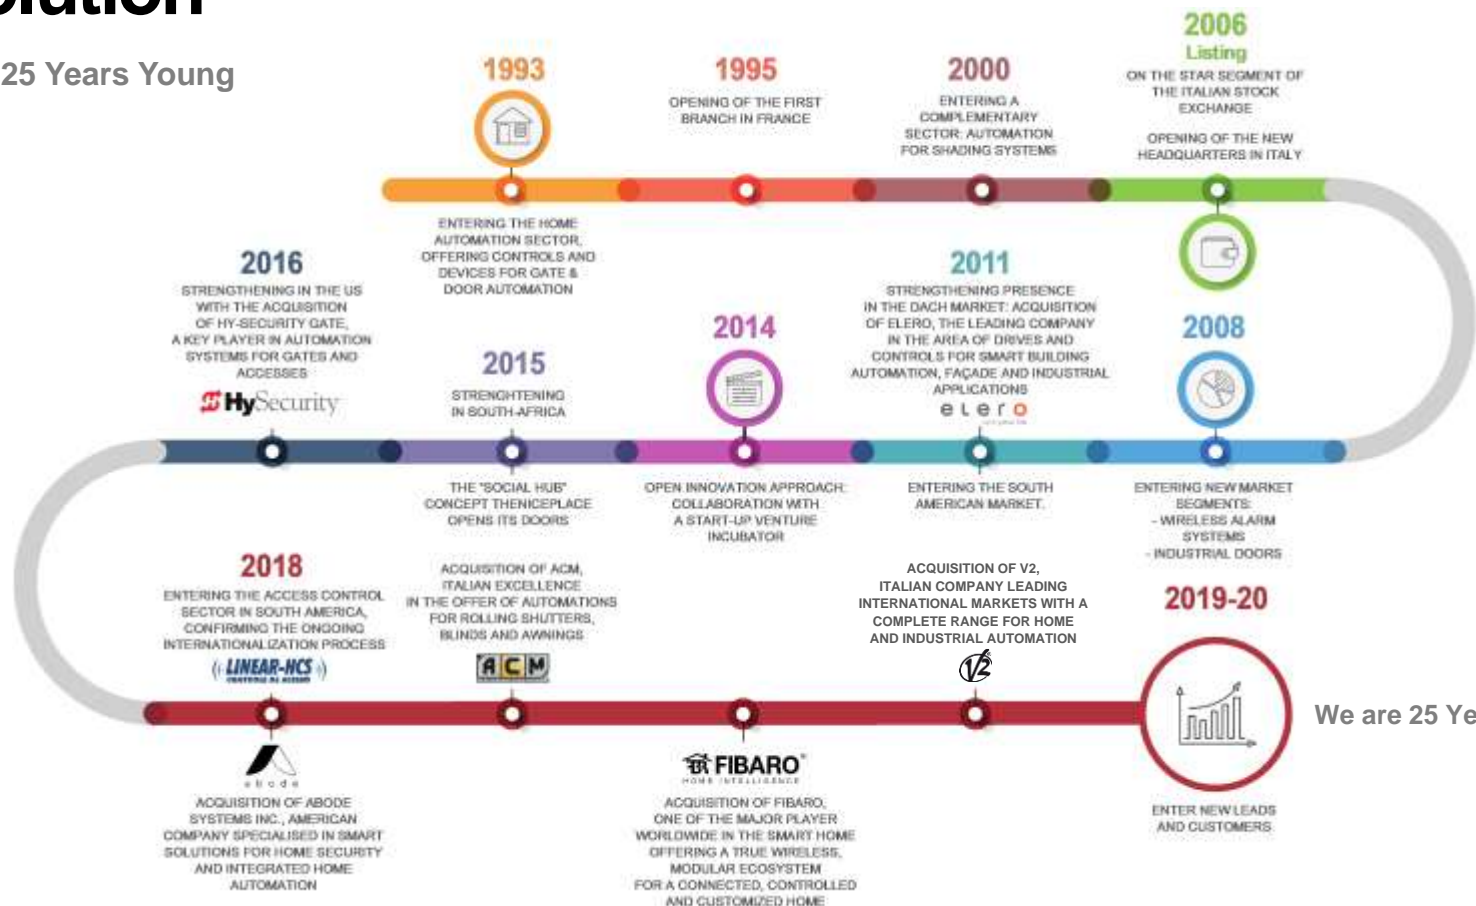 25 Years Young
1993
ENTERING THE HOME
AUTOMATION SECTOR,
OFFERING CONTROLS AND
DEVICES FOR GATE &
DOOR AUTOMATION
1995
OPENING OF THE FIRST
BRANCH IN FRANCE
2000
ENTERING A
COMPLEMENTARY
SECTOR: AUTOMATION
FOR SHADING SYSTEMS
2006
Listing
ON THE STAR SEGMENT OF
THE ITALIAN STOCK
EXCHANGE
OPENING OF THE NEW
HEADQUARTERS IN ITALY
2008
ENTERING NEW MARKET
SEGMENTS:
- WIRELESS ALARM
SYSTEMS
- INDUSTRIAL DOORS
2011
STRENGTHENING PRESENCE
IN THE DACH MARKET: ACQUISITION
OF ELERO, THE LEADING COMPANY
IN THE AREA OF DRIVES AND
CONTROLS FOR SMART BUILDING
AUTOMATION, FAÇADE AND INDUSTRIAL
APPLICATIONS
elero
ENTERING THE SOUTH
AMERICAN MARKET.
2014
OPEN INNOVATION APPROACH:
COLLABORATION WITH
A START-UP VENTURE
INCUBATOR
2015
STRENGHTENING
IN SOUTH-AFRICA
THE "SOCIAL HUB"
CONCEPT THENICEPLACE
OPENS ITS DOORS
2016
STRENGTHENING IN THE US
WITH THE ACQUISITION
OF HY-SECURITY GATE,
A KEY PLAYER IN AUTOMATION
SYSTEMS FOR GATES AND
ACCESSES
HySecurity
2018
ENTERING THE ACCESS CONTROL
SECTOR IN SOUTH AMERICA,
CONFIRMING THE ONGOING
INTERNATIONALIZATION PROCESS
LINEAR-HCS
CONTROLE DE ACESSO
abode
ACQUISITION OF ABODE
SYSTEMS INC., AMERICAN
COMPANY SPECIALISED IN SMART
SOLUTIONS FOR HOME SECURITY
AND INTEGRATED HOME
AUTOMATION
ACQUISITION OF ACM,
ITALIAN EXCELLENCE
IN THE OFFER OF AUTOMATIONS
FOR ROLLING SHUTTERS,
BLINDS AND AWNINGS
ACM
FIBARO
HOME INTELLIGENCE
ACQUISITION OF FIBARO,
ONE OF THE MAJOR PLAYER
WORLDWIDE IN THE SMART HOME
OFFERING A TRUE WIRELESS,
MODULAR ECOSYSTEM
FOR A CONNECTED, CONTROLLED
AND CUSTOMIZED HOME
ACQUISITION OF V2,
ITALIAN COMPANY LEADING
INTERNATIONAL MARKETS WITH A
COMPLETE RANGE FOR HOME
AND INDUSTRIAL AUTOMATION
V2
2019-20
ENTER NEW LEADS
AND CUSTOMERS
We are 25 Ye